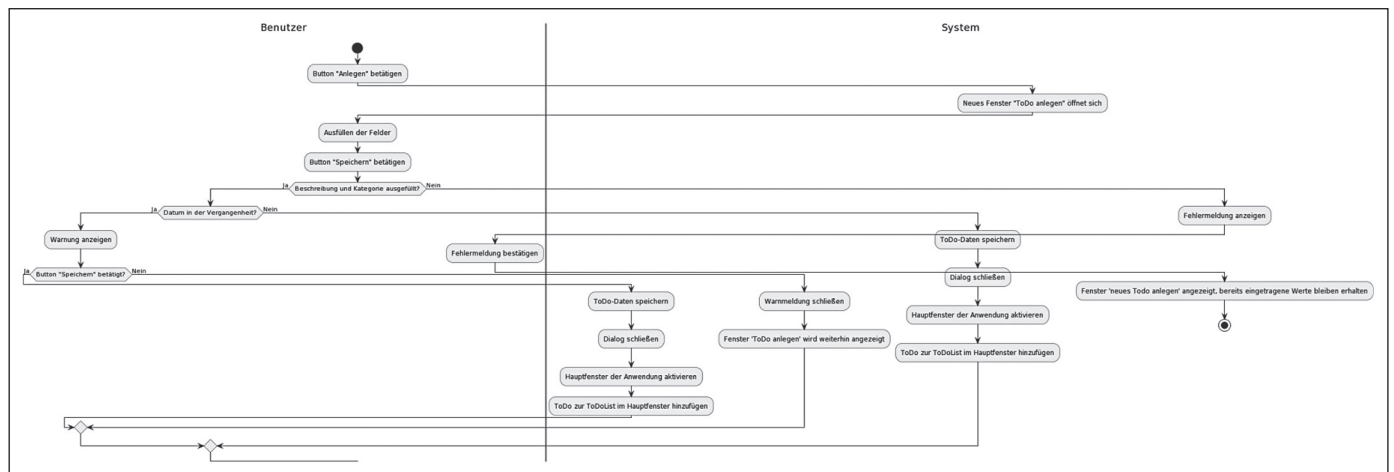 Benutzer
System
Button "Anlegen" betätigen
Neues Fenster "ToDo anlegen" öffnet sich
Ausfüllen der Felder
Button "Speichern" betätigen
Ja
Beschreibung und Kategorie ausgefüllt?
Nein
Ja
Datum in der Vergangenheit?
Nein
Fehlermeldung anzeigen
Warnung anzeigen
ToDo-Daten speichern
Fehlermeldung bestätigen
Ja
Button "Speichern" betätigt?
Nein
Dialog schließen
Fenster 'neues Todo anlegen' angezeigt, bereits eingetragene Werte bleiben erhalten
ToDo-Daten speichern
Warnmeldung schließen
Hauptfenster der Anwendung aktivieren
Dialog schließen
Fenster 'ToDo anlegen' wird weiterhin angezeigt
ToDo zur ToDoList im Hauptfenster hinzufügen
Hauptfenster der Anwendung aktivieren
ToDo zur ToDoList im Hauptfenster hinzufügen